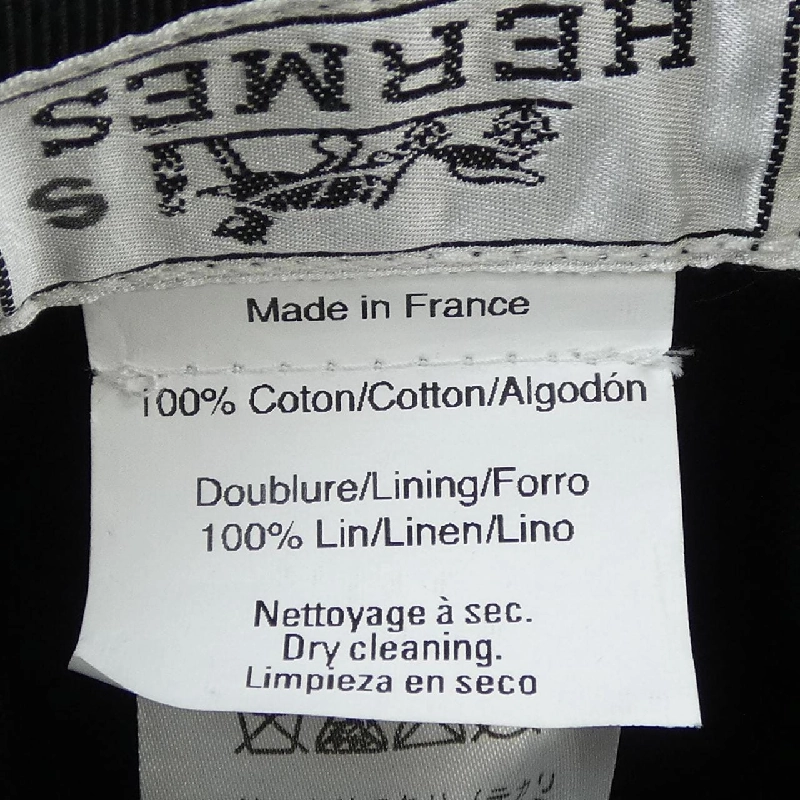 HERMES
S
Made in France
100% Coton/Cotton/Algodón
Doublure/Lining/Forro
100% Lin/Linen/Lino
Nettoyage à sec.
Dry cleaning.
Limpieza en seco